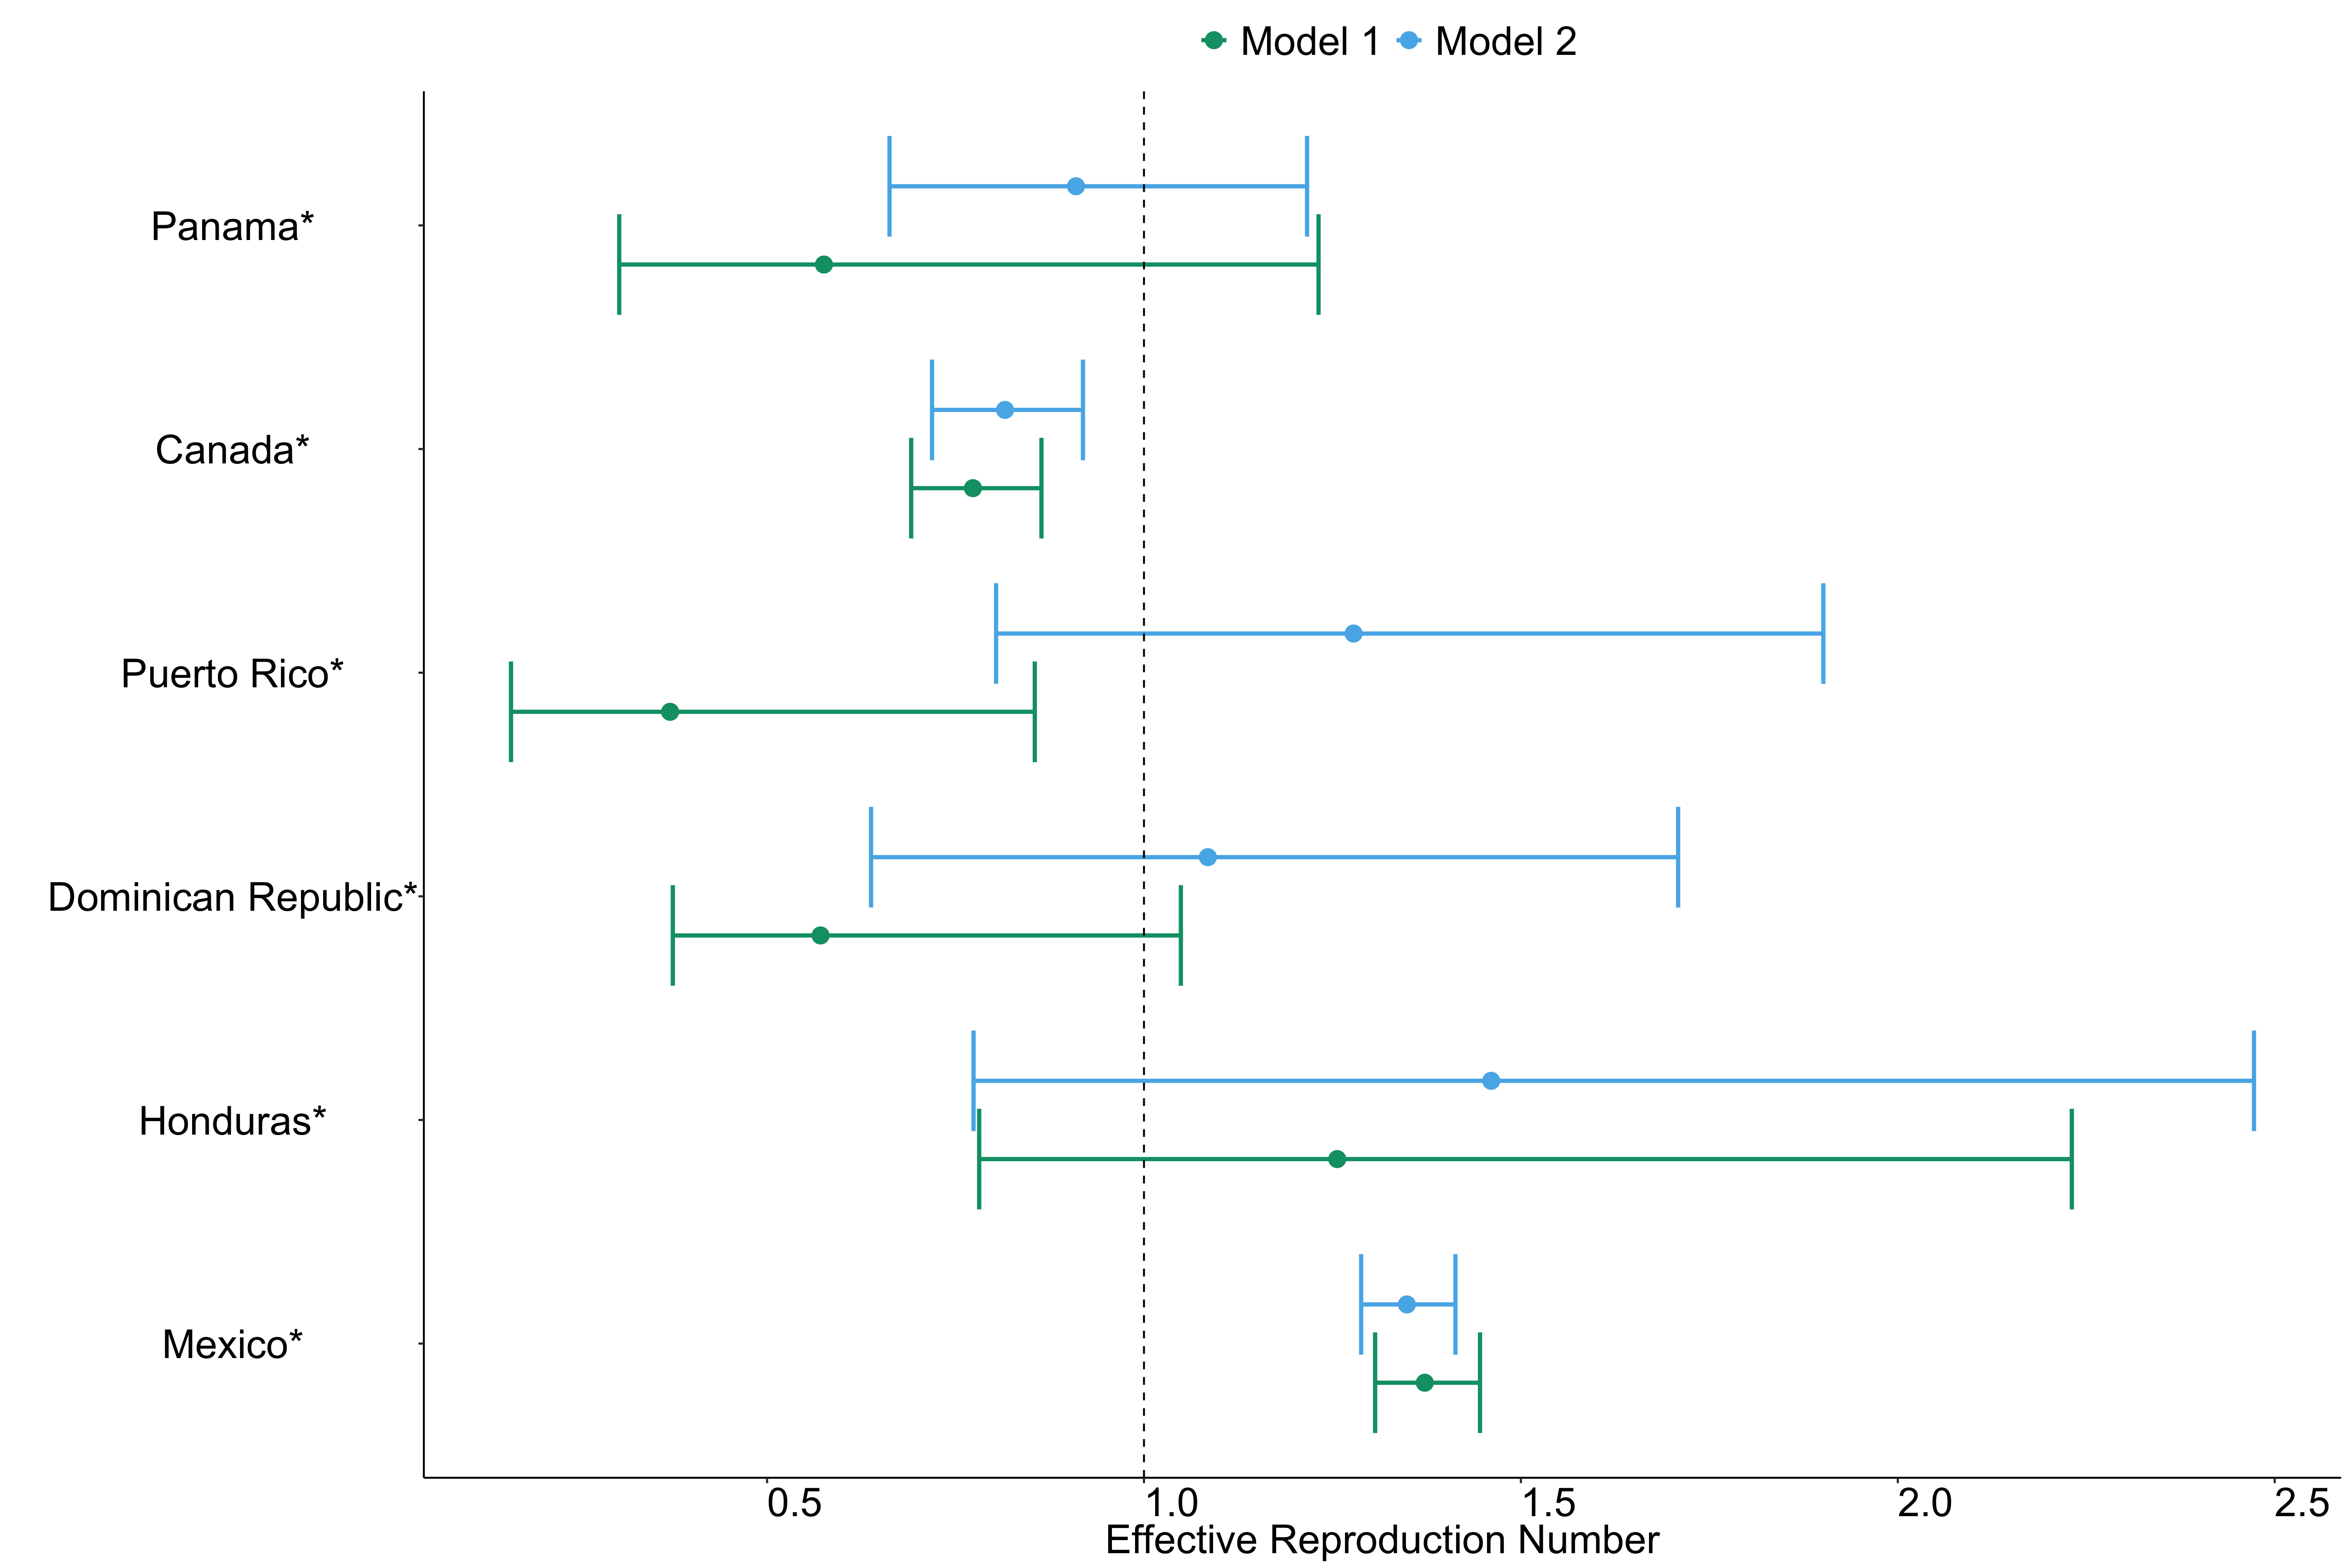 Model 1 Model 2
Panama*
Canada*
Puerto Rico*
Dominican Republic*
Honduras*
Mexico*
0.5 1.0 1.5 2.0 2.5
Effective Reproduction Number